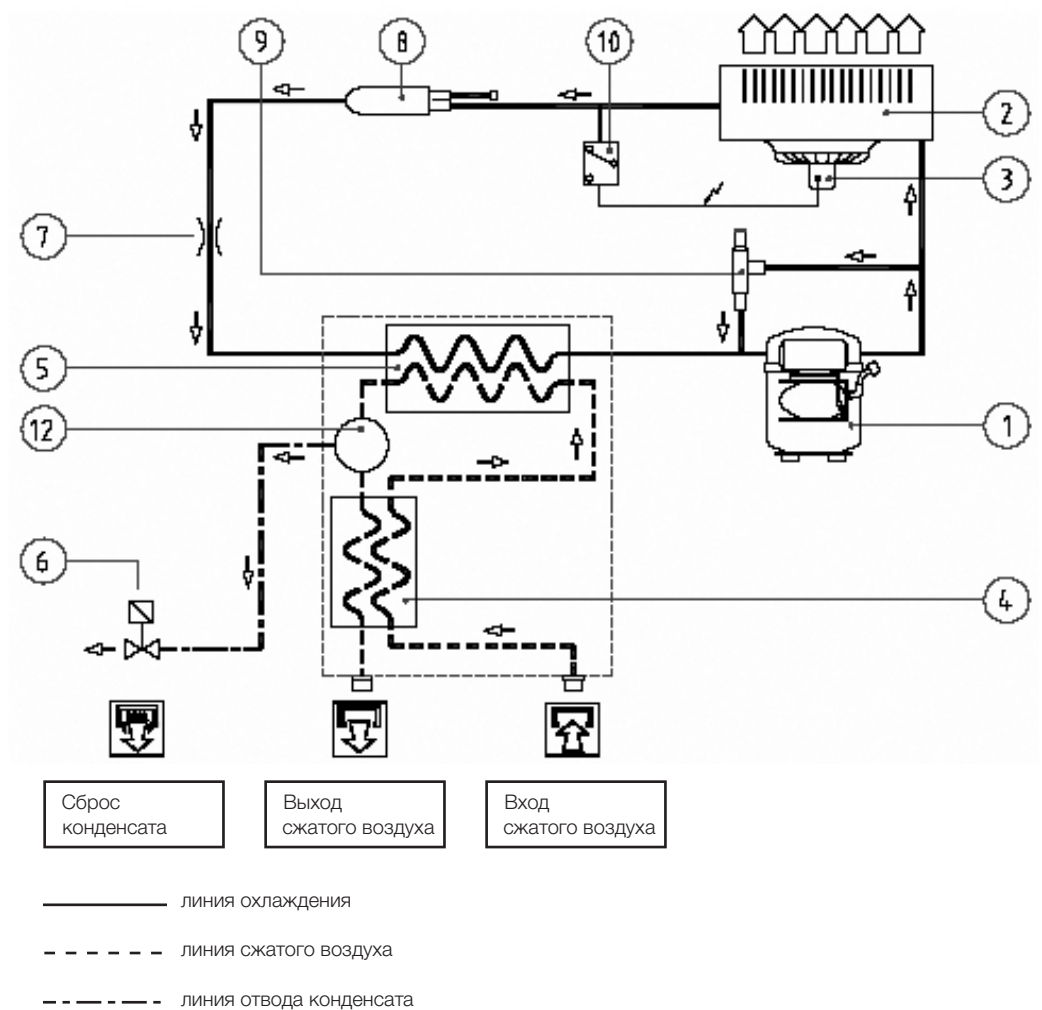 9
8
10
2
3
7
5
12
1
6
4
Сброс
конденсата
Выход
сжатого воздуха
Вход
сжатого воздуха
линия охлаждения
линия сжатого воздуха
линия отвода конденсата